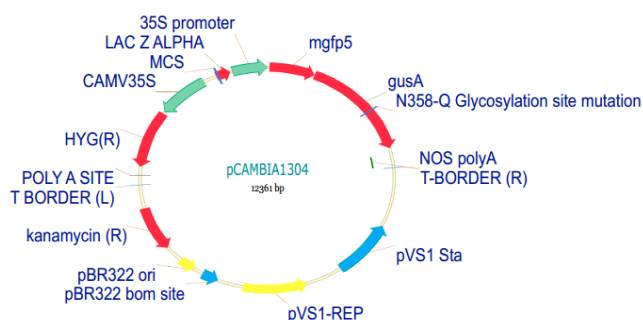 35S promoter
LAC Z ALPHA
MCS
CAMV35S
HYG(R)
POLY A SITE
T BORDER (L)
kanamycin (R)
pBR322 ori
pBR322 bom site
pVS1-REP
pVS1 Sta
T-BORDER (R)
NOS polyA
N358-Q Glycosylation site mutation
gusA
mgfp5
pCAMBIA1304
12361 bp